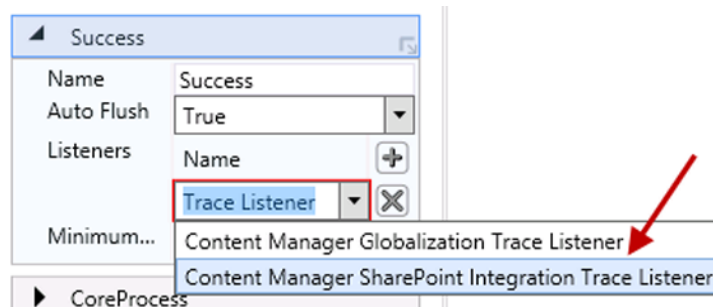 Success
Name Success
Auto Flush True
Listeners Name
Trace Listener
Minimum...
Content Manager Globalization Trace Listener
Content Manager SharePoint Integration Trace Listener
CoreProcess